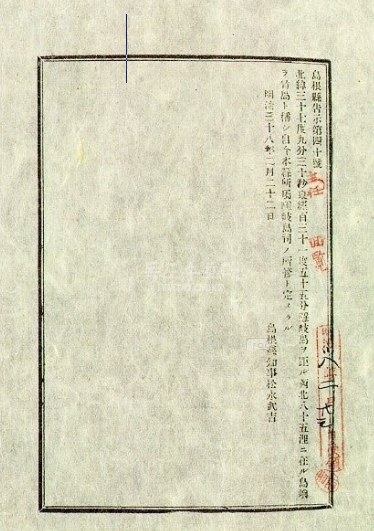 島根縣告示第四十號
北緯三十七度九分三十秒東經百三十一度五十五分隱岐島ヲ距ル西北八十五浬ニ在ル島嶼
ヲ竹島ト稱シ自今本縣所屬隱岐島司ノ所管ト定メラル
明治三十八年二月二十二日
島根縣知事松永武吉
回覧